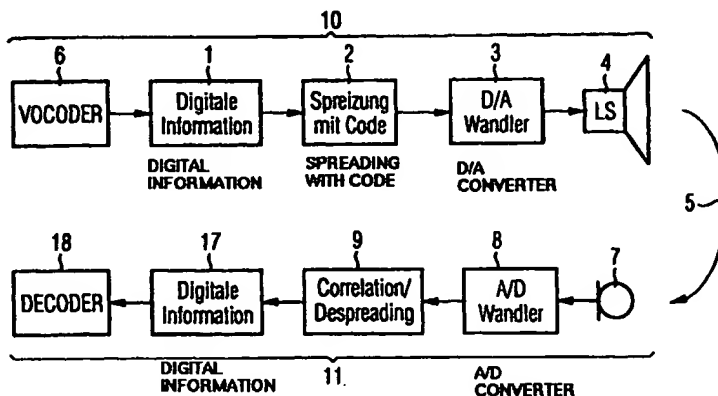 10
6
1
2
3
4
VOCODER
Digitale
Information
Spreizung
mit Code
D/A
Wandler
LS
DIGITAL
INFORMATION
SPREADING
WITH CODE
D/A
CONVERTER
5
18
17
9
8
7
DECODER
Digitale
Information
Correlation/
Despreading
A/D
Wandler
DIGITAL
INFORMATION
11
A/D
CONVERTER